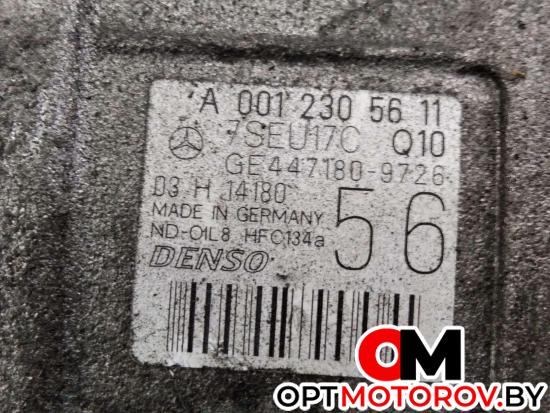 A 001 230 56 11
7SEU17C Q10
GE447180-9726
03 H 14180
56
MADE IN GERMANY
ND-OIL8 HFC134a
DENSO
OM
OPTMOTOROV.BY